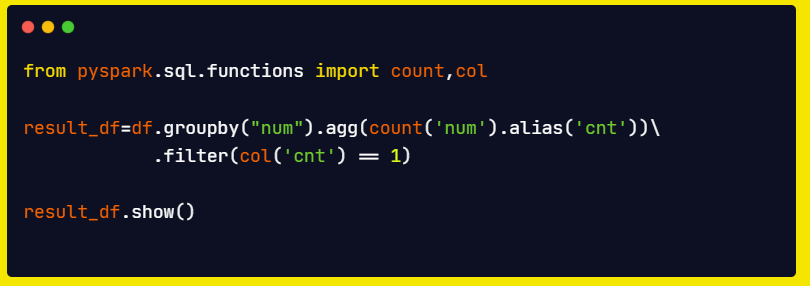 from pyspark.sql.functions import count,col
result_df=df.groupby("num").agg(count('num').alias('cnt'))\
.filter(col('cnt') == 1)
result_df.show()